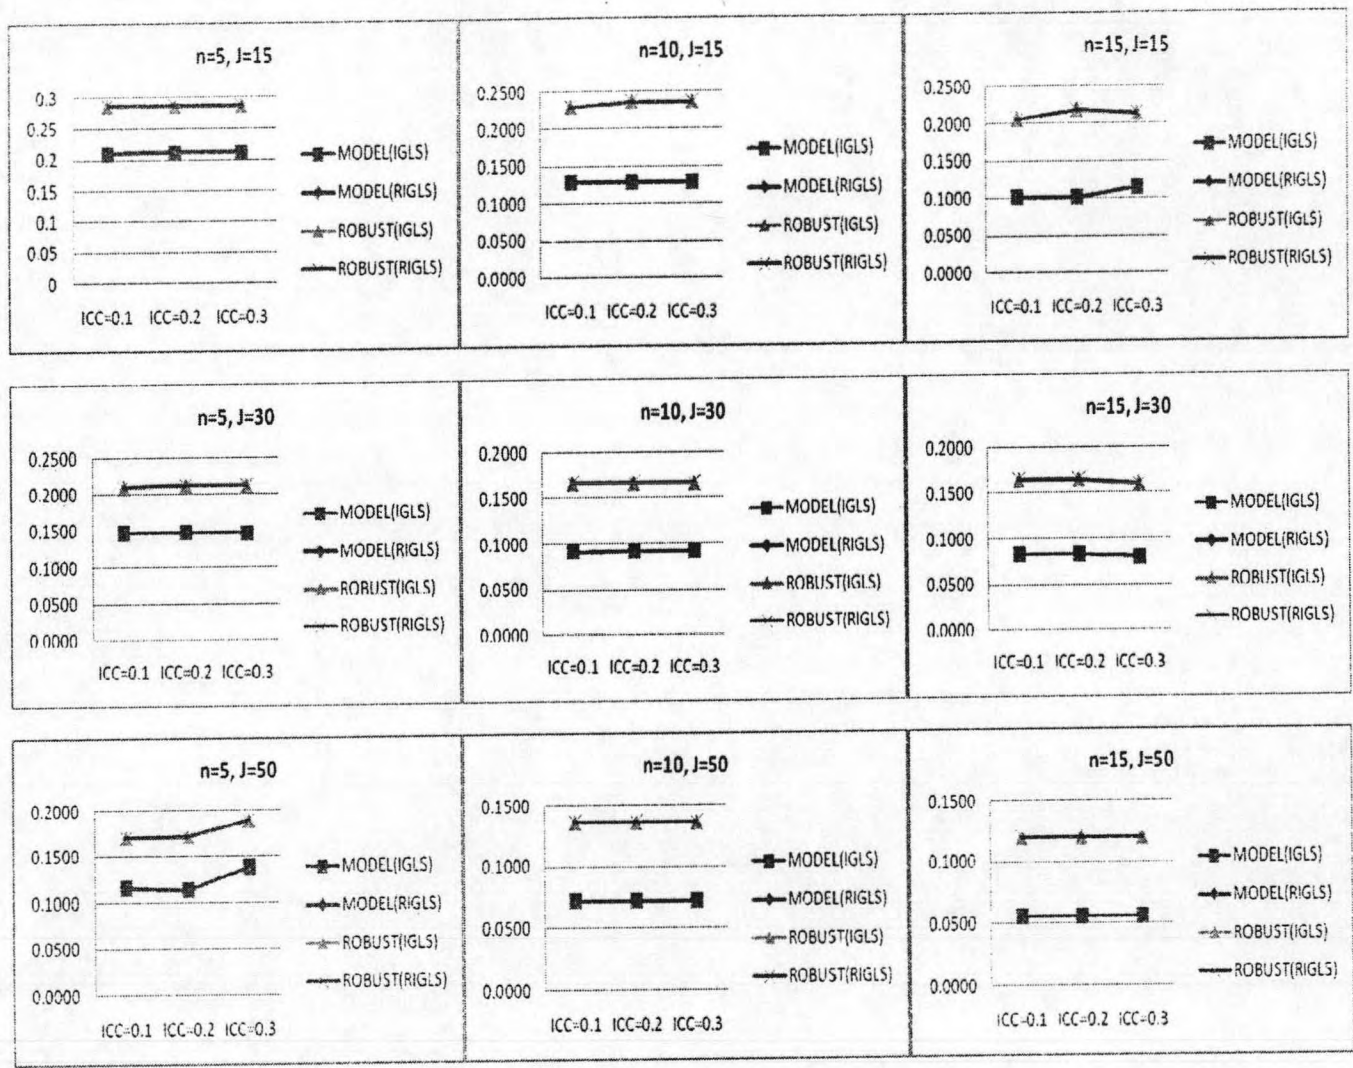 n=5, J=15
0.3
0.25
0.2
0.15
0.1
0.05
0
ICC=0.1 ICC=0.2 ICC=0.3
MODEL(IGLS)
MODEL(RIGLS)
ROBUST(IGLS)
ROBUST(RIGLS)
n=10, J=15
0.2500
0.2000
0.1500
0.1000
0.0500
0.0000
ICC=0.1 ICC=0.2 ICC=0.3
MODEL(IGLS)
MODEL(RIGLS)
ROBUST(IGLS)
ROBUST(RIGLS)
n=15, J=15
0.2500
0.2000
0.1500
0.1000
0.0500
0.0000
ICC=0.1 ICC=0.2 ICC=0.3
MODEL(IGLS)
MODEL(RIGLS)
ROBUST(IGLS)
ROBUST(RIGLS)
n=5, J=30
0.2500
0.2000
0.1500
0.1000
0.0500
0.0000
ICC=0.1 ICC=0.2 ICC=0.3
MODEL(IGLS)
MODEL(RIGLS)
ROBUST(IGLS)
ROBUST(RIGLS)
n=10, J=30
0.2000
0.1500
0.1000
0.0500
0.0000
ICC=0.1 ICC=0.2 ICC=0.3
MODEL(IGLS)
MODEL(RIGLS)
ROBUST(IGLS)
ROBUST(RIGLS)
n=15, J=30
0.2000
0.1500
0.1000
0.0500
0.0000
ICC=0.1 ICC=0.2 ICC=0.3
MODEL(IGLS)
MODEL(RIGLS)
ROBUST(IGLS)
ROBUST(RIGLS)
n=5, J=50
0.2000
0.1500
0.1000
0.0500
0.0000
ICC=0.1 ICC=0.2 ICC=0.3
MODEL(IGLS)
MODEL(RIGLS)
ROBUST(IGLS)
ROBUST(RIGLS)
n=10, J=50
0.1500
0.1000
0.0500
0.0000
ICC=0.1 ICC=0.2 ICC=0.3
MODEL(IGLS)
MODEL(RIGLS)
ROBUST(IGLS)
ROBUST(RIGLS)
n=15, J=50
0.1500
0.1000
0.0500
0.0000
ICC=0.1 ICC=0.2 ICC=0.3
MODEL(IGLS)
MODEL(RIGLS)
ROBUST(IGLS)
ROBUST(RIGLS)